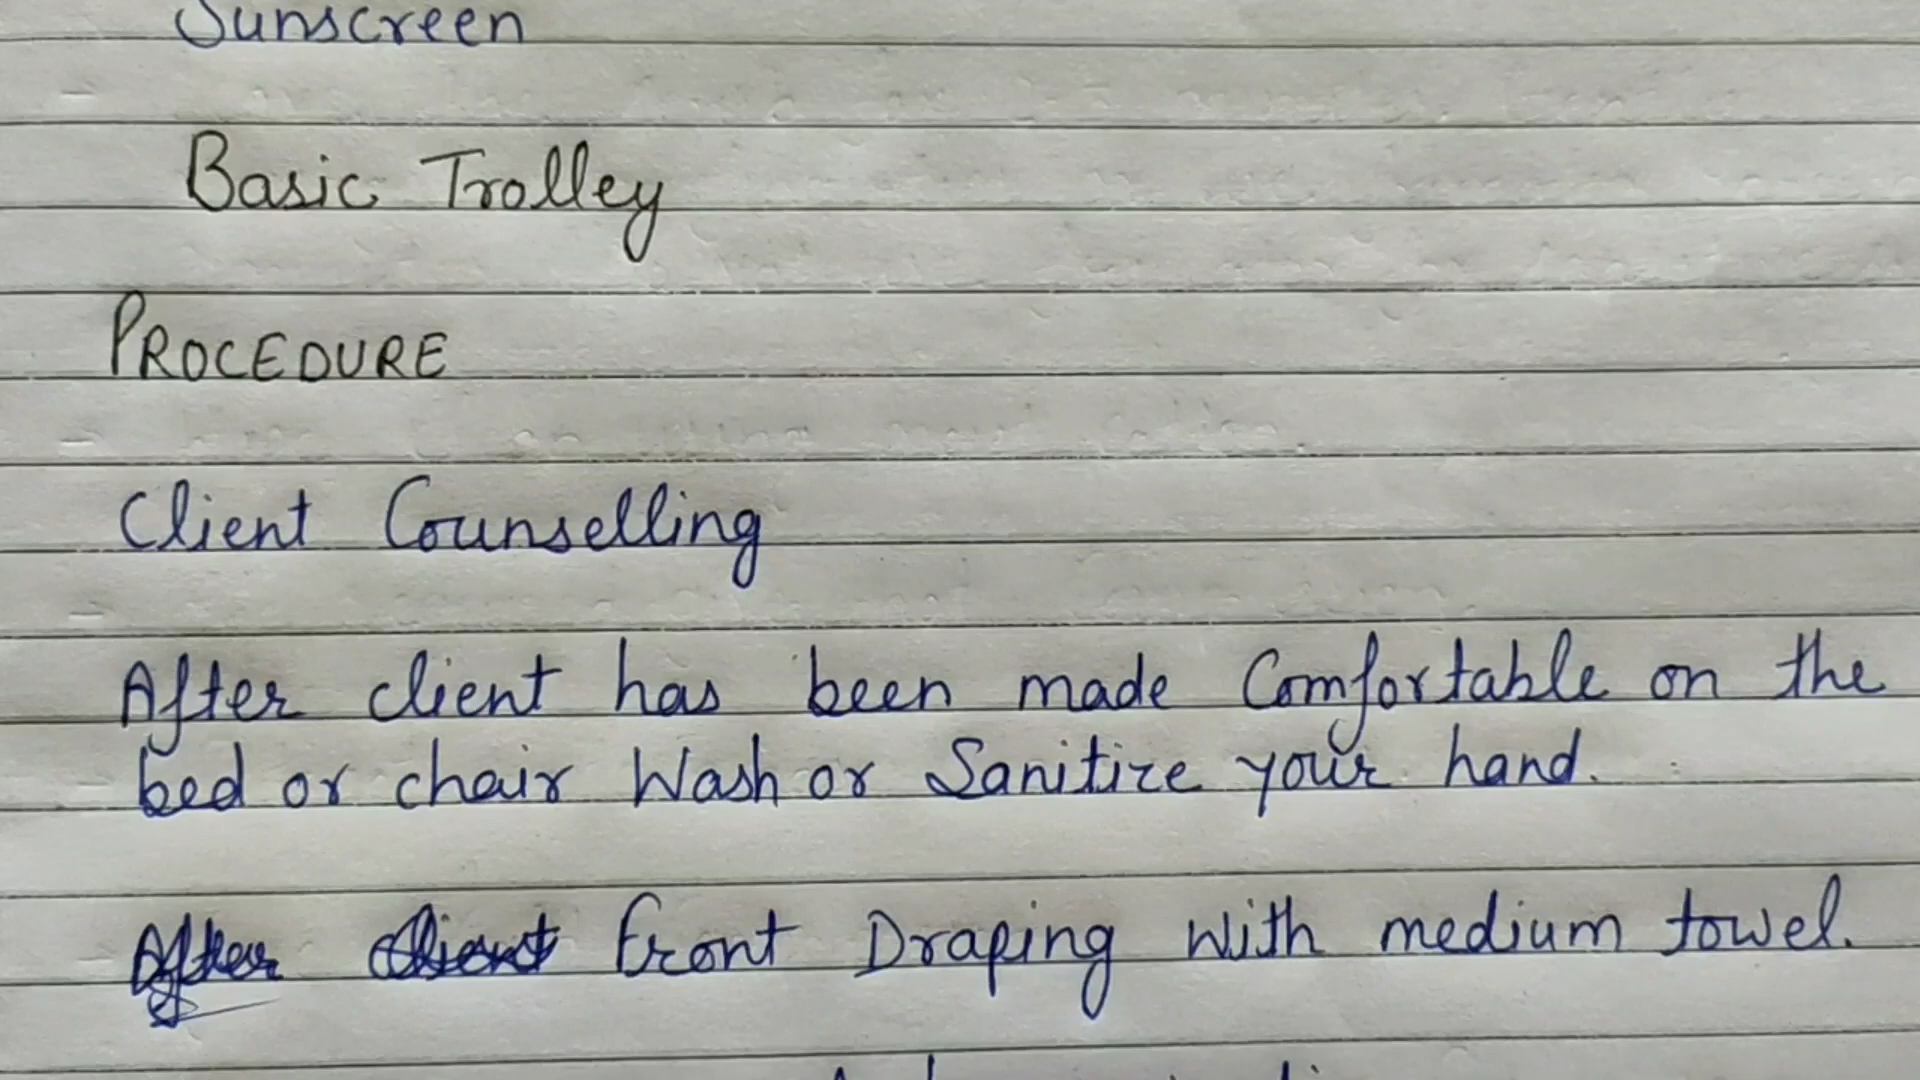 Sunscreen
Basic Trolley
PROCEDURE
Client Counselling
After client has been made Comfortable on the
bed or chair Wash or Sanitize your hand.
After client front Draping with medium towel.